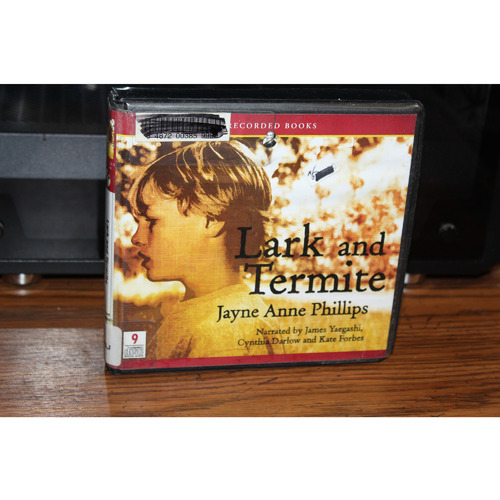 RECORDED BOOKS
Lark and
Termite
Jayne Anne Phillips
Narrated by James Yaegashi,
Cynthia Darlow and Kate Forbes
9